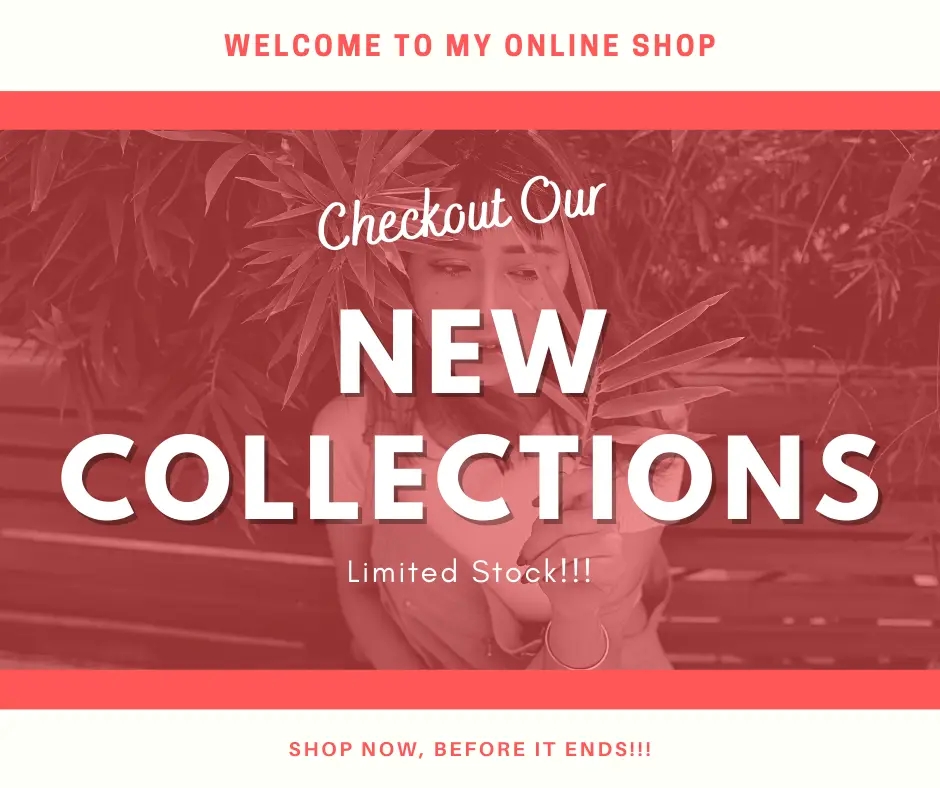 WELCOME TO MY ONLINE SHOP
Checkout Our
NEW
COLLECTIONS
Limited Stock!!!
SHOP NOW, BEFORE IT ENDS!!!